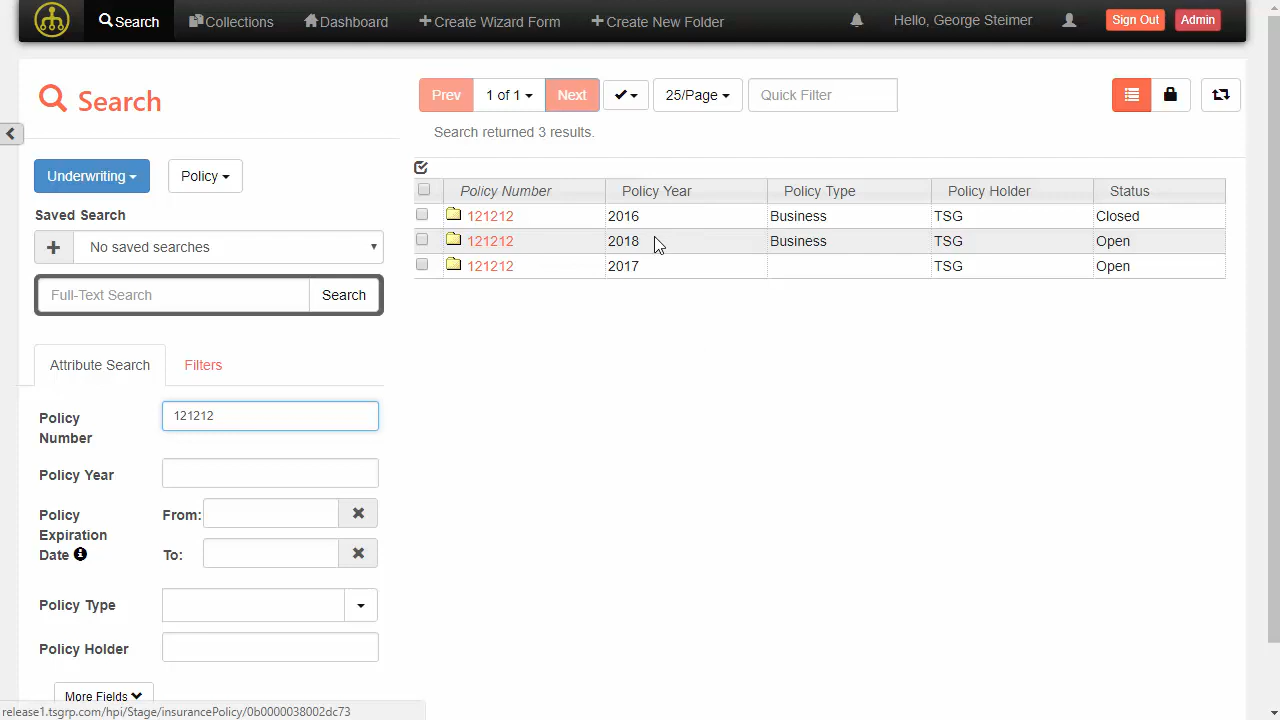 Search Collections Dashboard Create Wizard Form Create New Folder Hello, George Steimer Sign Out Admin
Search
Prev 1 of 1 Next 25/Page Quick Filter
Search returned 3 results.
Underwriting Policy
Saved Search
No saved searches
Full-Text Search Search
Attribute Search Filters
Policy Number 121212
Policy Year
Policy Expiration Date From:
To:
Policy Type
Policy Holder
More Fields
Policy Number Policy Year Policy Type Policy Holder Status
121212 2016 Business TSG Closed
121212 2018 Business TSG Open
121212 2017 TSG Open
release1.tsgrp.com/hpi/Stage/insurancePolicy/0b0000038002dc73